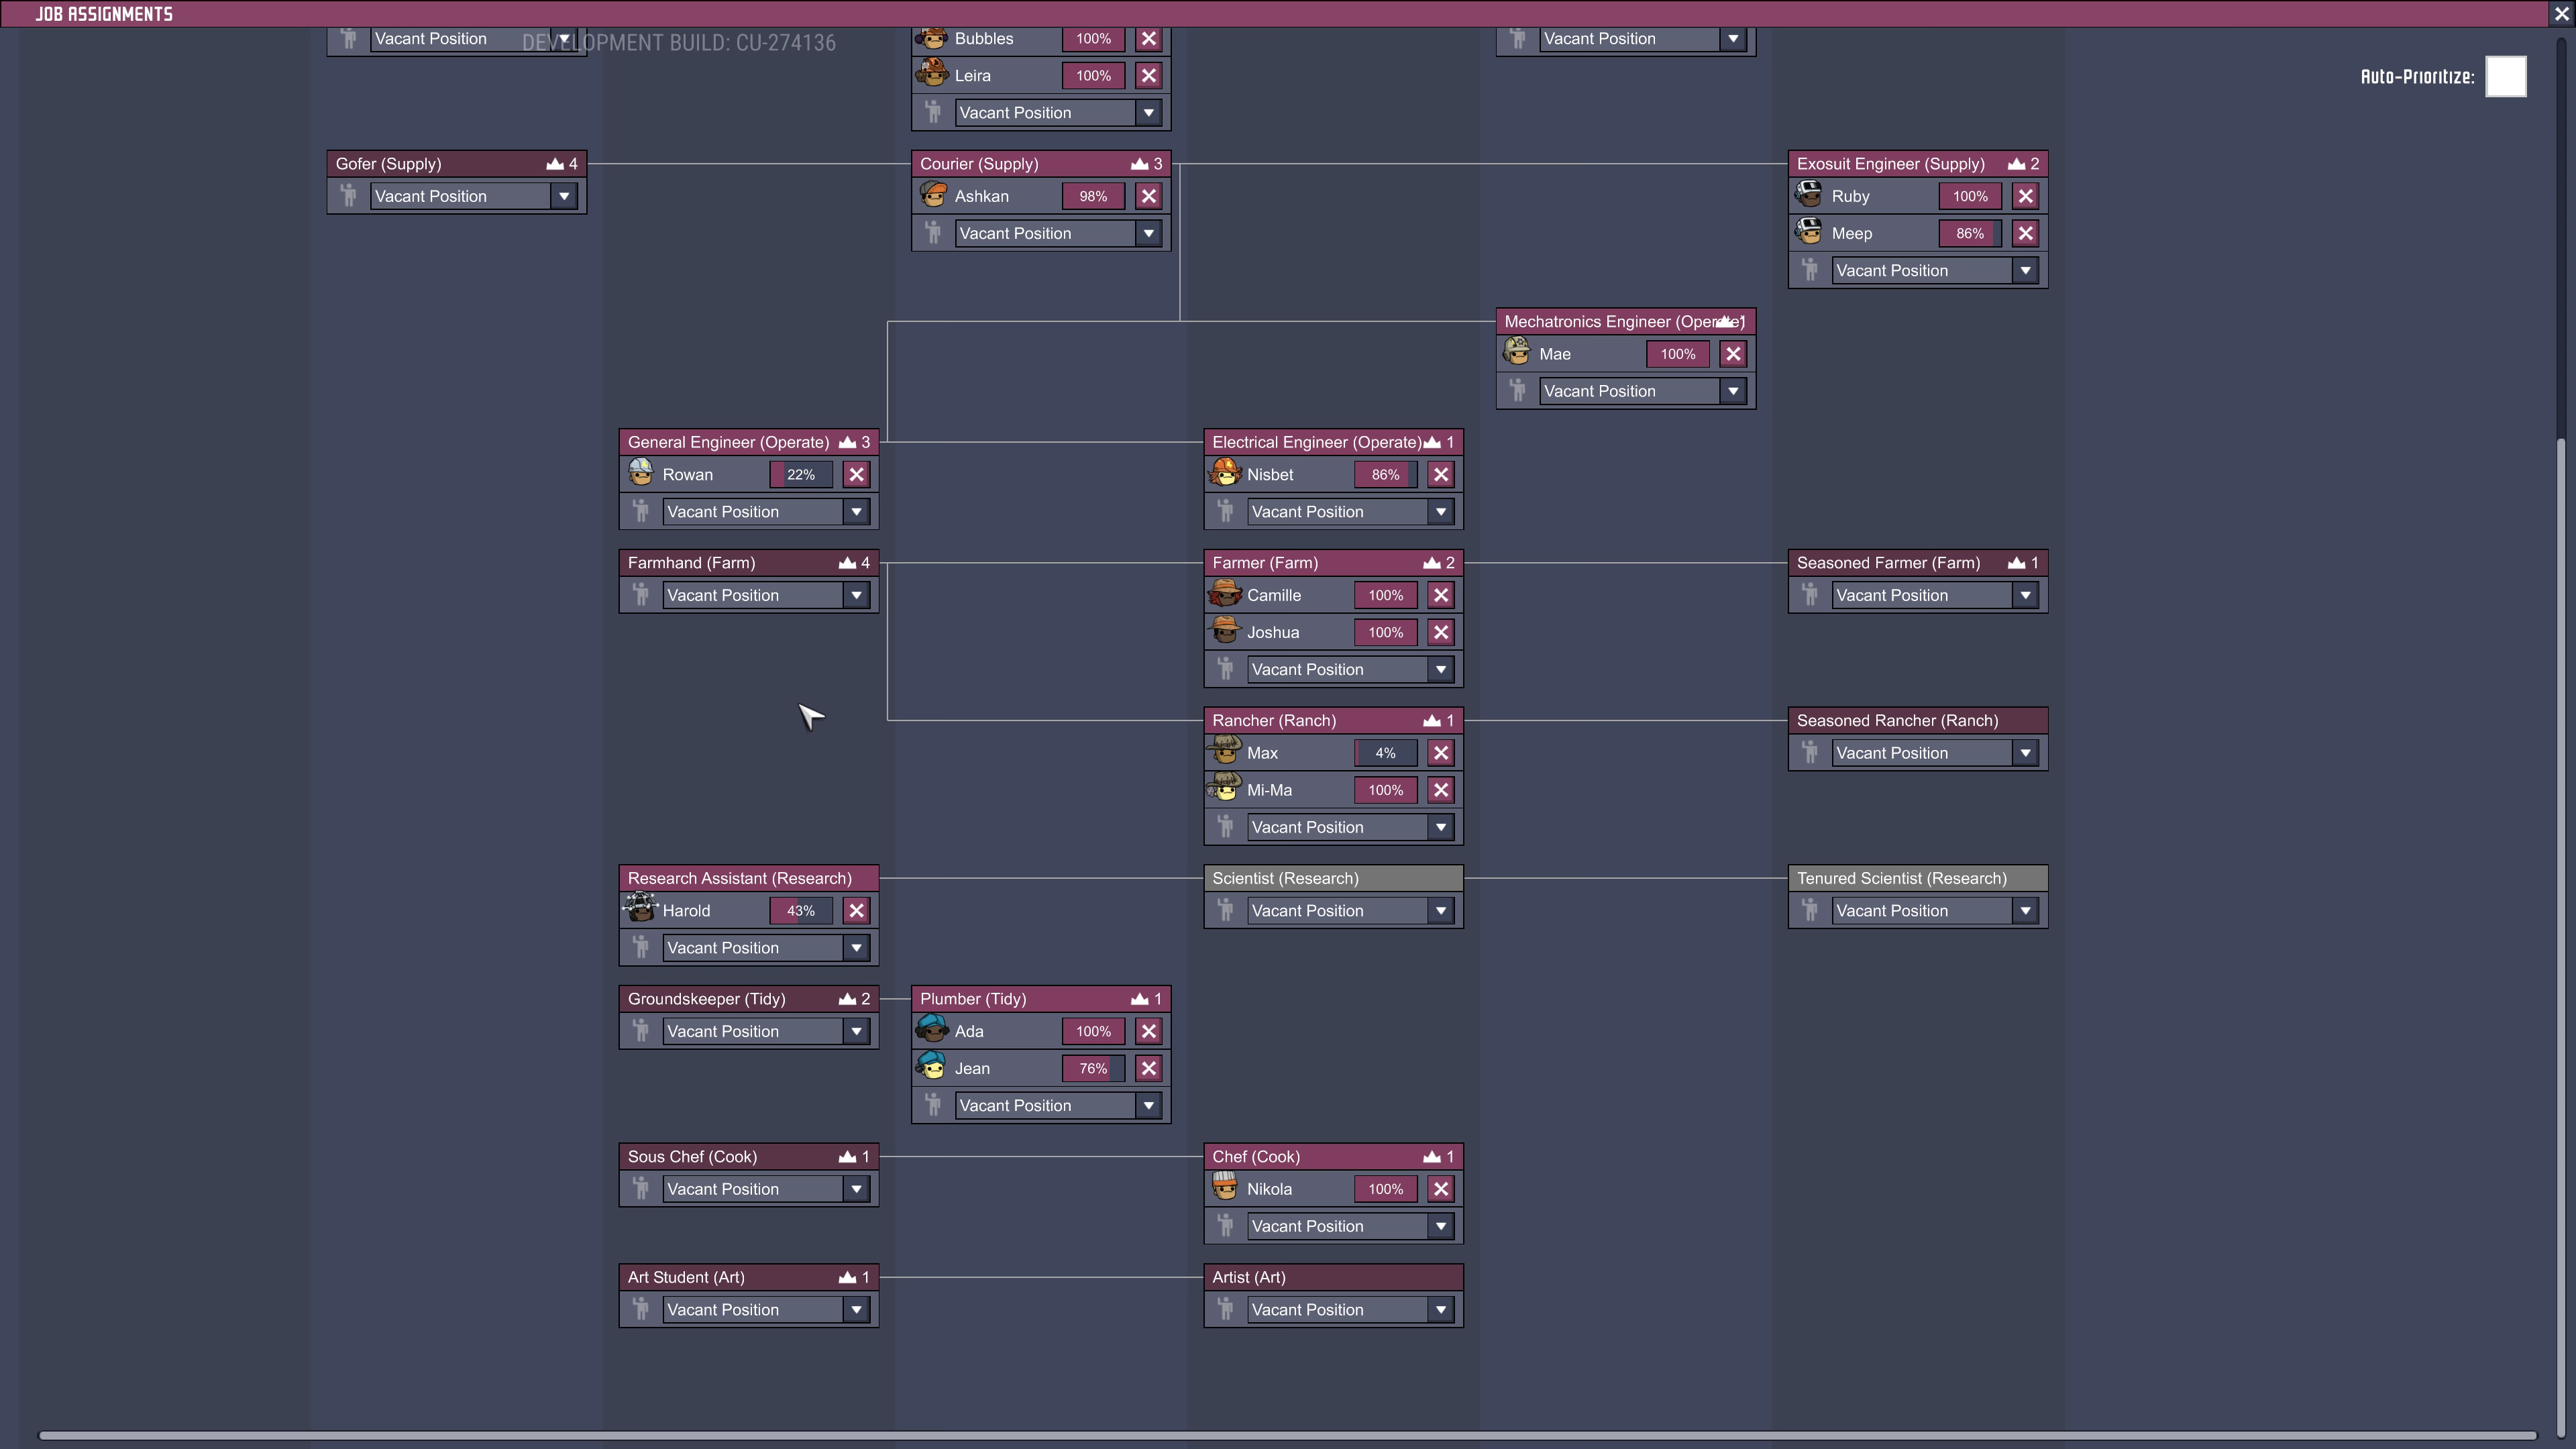 JOB ASSIGNMENTS
Vacant Position
DEVELOPMENT BUILD: CU-274136
Bubbles 100%
Vacant Position
Leira 100%
Auto-Prioritize:
Vacant Position
Gofer (Supply) 4
Vacant Position
Courier (Supply) 3
Ashkan 98%
Vacant Position
Exosuit Engineer (Supply) 2
Ruby 100%
Meep 86%
Vacant Position
Mechatronics Engineer (Operate) 1
Mae 100%
Vacant Position
General Engineer (Operate) 3
Rowan 22%
Vacant Position
Electrical Engineer (Operate) 1
Nisbet 86%
Vacant Position
Farmhand (Farm) 4
Vacant Position
Farmer (Farm) 2
Camille 100%
Joshua 100%
Vacant Position
Seasoned Farmer (Farm) 1
Vacant Position
Rancher (Ranch) 1
Max 4%
Mi-Ma 100%
Vacant Position
Seasoned Rancher (Ranch)
Vacant Position
Research Assistant (Research)
Harold 43%
Vacant Position
Scientist (Research)
Vacant Position
Tenured Scientist (Research)
Vacant Position
Groundskeeper (Tidy) 2
Vacant Position
Plumber (Tidy) 1
Ada 100%
Jean 76%
Vacant Position
Sous Chef (Cook) 1
Vacant Position
Chef (Cook) 1
Nikola 100%
Vacant Position
Art Student (Art) 1
Vacant Position
Artist (Art)
Vacant Position